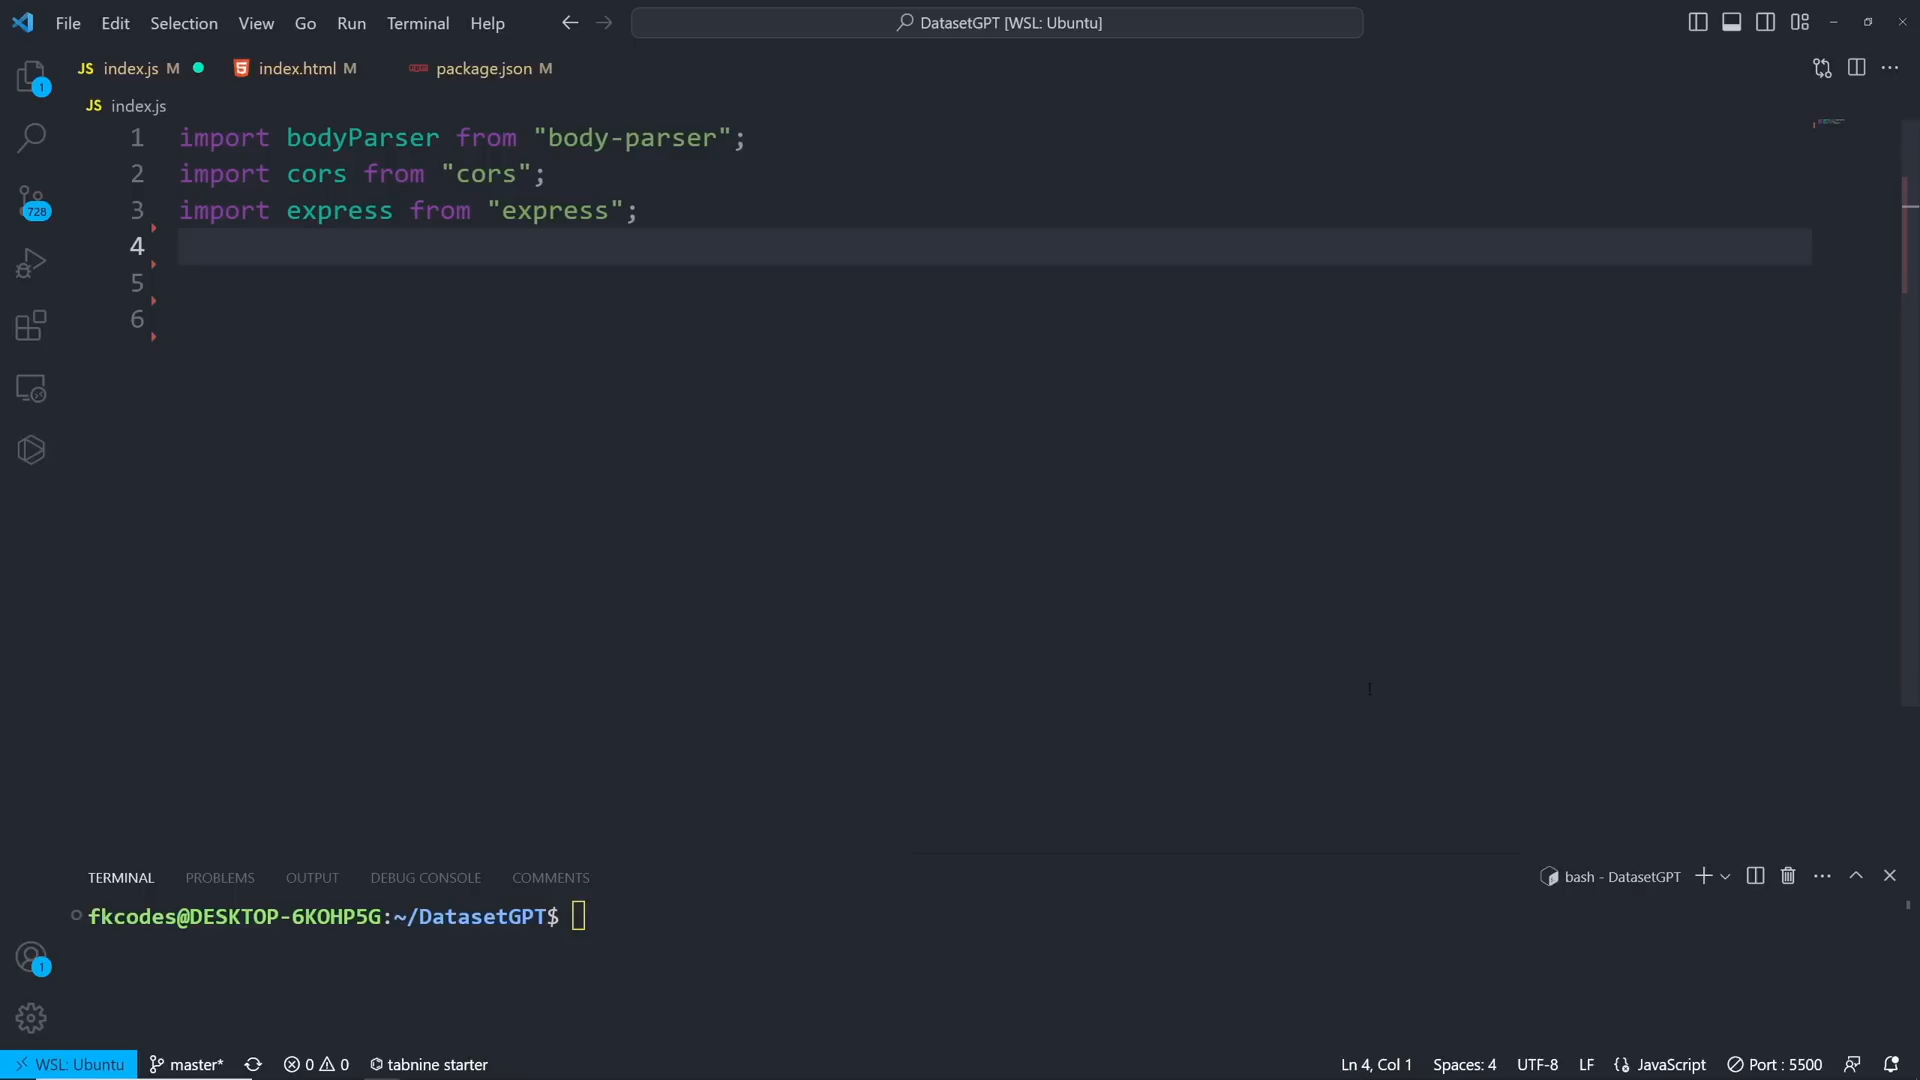 File Edit Selection View Go Run Terminal Help
DatasetGPT [WSL: Ubuntu]
JS index.js M index.html M package.json M
JS index.js
1 import bodyParser from "body-parser";
2 import cors from "cors";
3 import express from "express";
4
5
6
1
728
TERMINAL PROBLEMS OUTPUT DEBUG CONSOLE COMMENTS bash - DatasetGPT
fkcodes@DESKTOP-6KOHP5G:~/DatasetGPT$
1
WSL: Ubuntu master* 0 0 tabnine starter Ln 4, Col 1 Spaces: 4 UTF-8 LF JavaScript Port : 5500